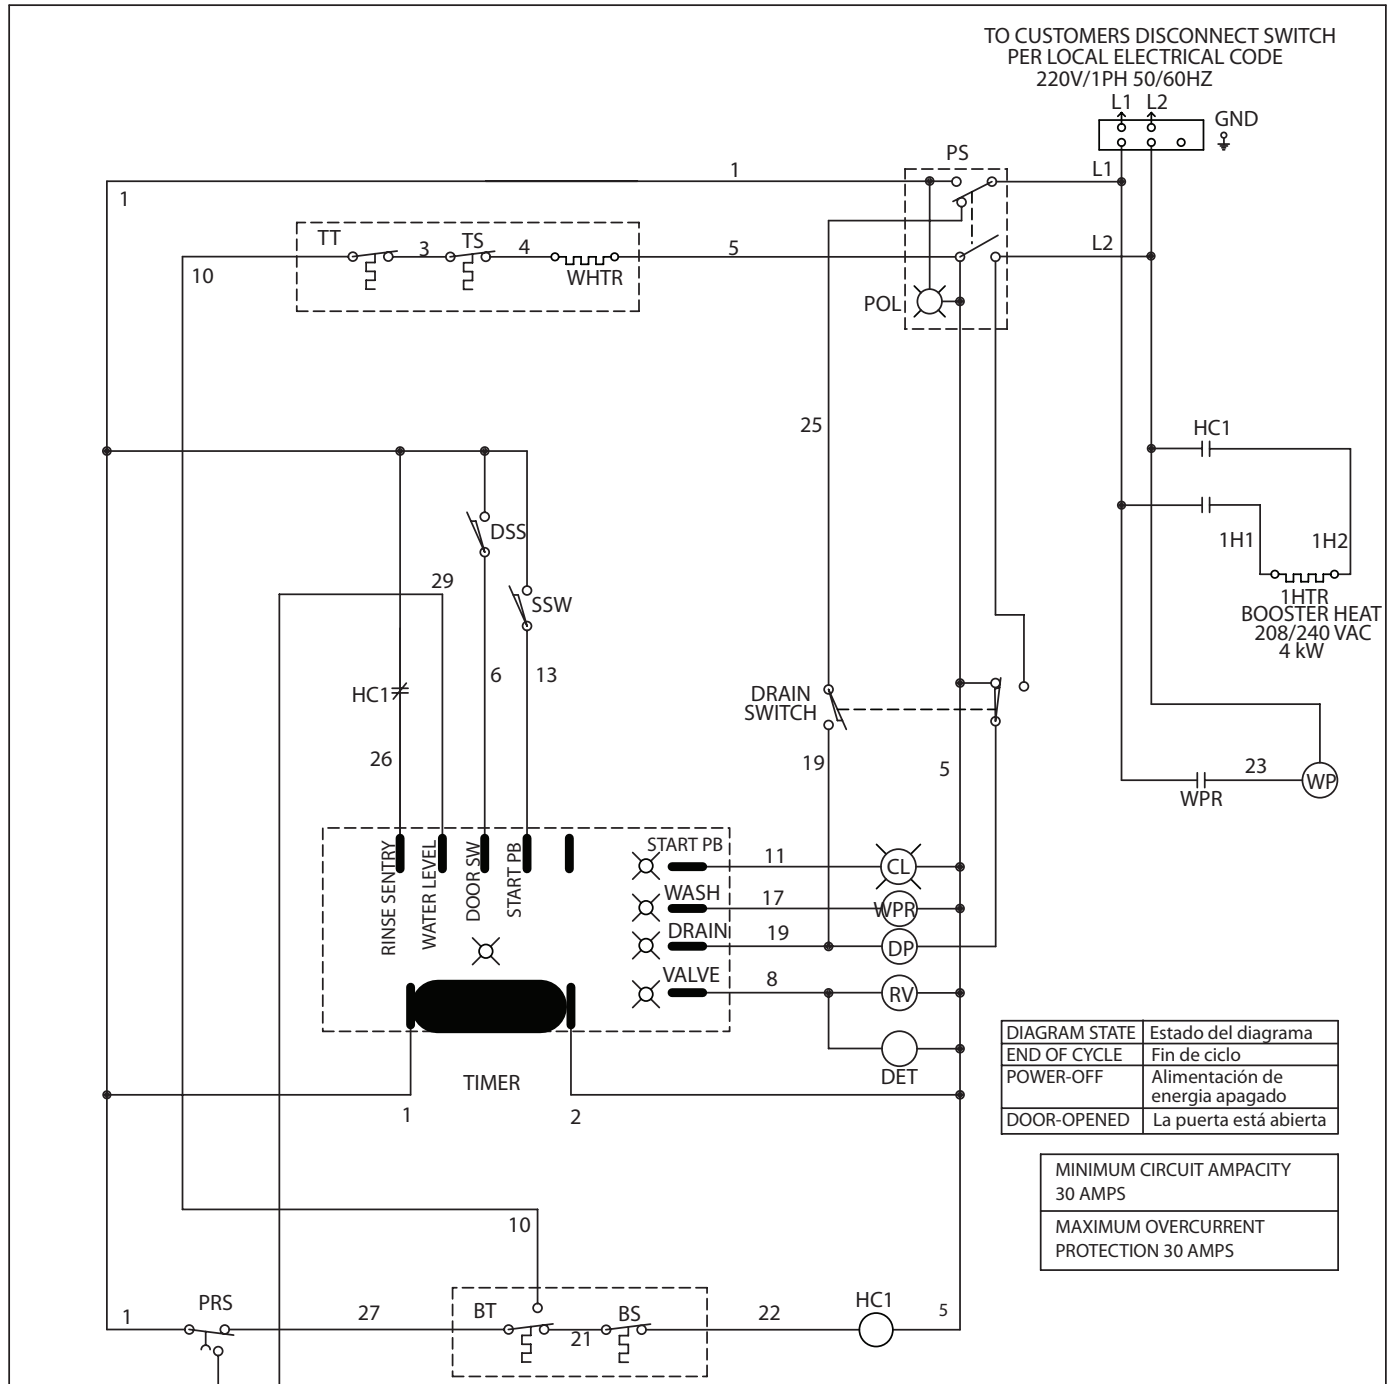 TO CUSTOMERS DISCONNECT SWITCH
PER LOCAL ELECTRICAL CODE
220V/1PH 50/60HZ
L1 L2
GND
PS
1
L1
1
TT
3
TS
4
5
L2
10
WHTR
POL
25
HC1
DSS
1H1
1H2
29
SSW
1HTR
BOOSTER HEAT
208/240 VAC
4 kW
6
13
HC1
DRAIN
SWITCH
26
19
5
23
WP
WPR
RINSE SENTRY
WATER LEVEL
DOOR SW
START PB
START PB
11
CL
WASH
17
WPR
DRAIN
19
DP
VALVE
8
RV
DET
TIMER
1
2
DIAGRAM STATE Estado del diagrama
END OF CYCLE Fin de ciclo
POWER-OFF Alimentación de
energia apagado
DOOR-OPENED La puerta está abierta
MINIMUM CIRCUIT AMPACITY
30 AMPS
MAXIMUM OVERCURRENT
PROTECTION 30 AMPS
10
1
PRS
27
BT
21
BS
22
HC1
5